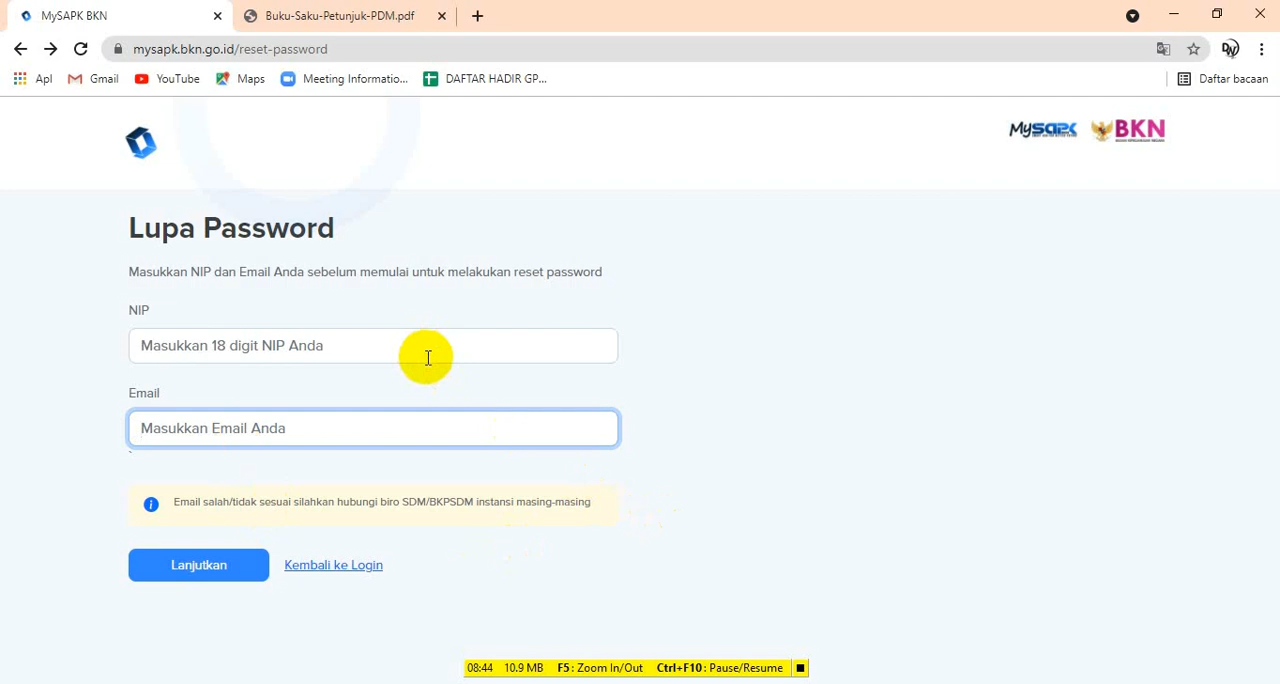 MySAPK BKN
Buku-Saku-Petunjuk-PDM.pdf
mysapk.bkn.go.id/reset-password
Apl
Gmail
YouTube
Maps
Meeting Informatio...
DAFTAR HADIR GP...
Daftar bacaan
MySAPK
BKN
Lupa Password
Masukkan NIP dan Email Anda sebelum memulai untuk melakukan reset password
NIP
Masukkan 18 digit NIP Anda
Email
Masukkan Email Anda
Email salah/tidak sesuai silahkan hubungi biro SDM/BKPSDM instansi masing-masing
Lanjutkan
Kembali ke Login
08:44 10.9 MB F5: Zoom In/Out Ctrl+F10: Pause/Resume